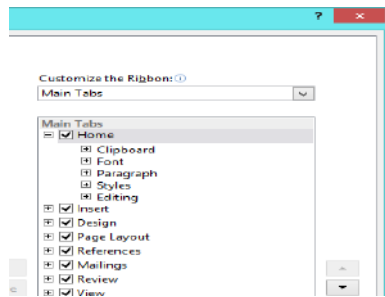 ?
Customize the Ribbon:
Main Tabs
Main Tabs
Home
Clipboard
Font
Paragraph
Styles
Editing
Insert
Design
Page Layout
References
Mailings
Review
View